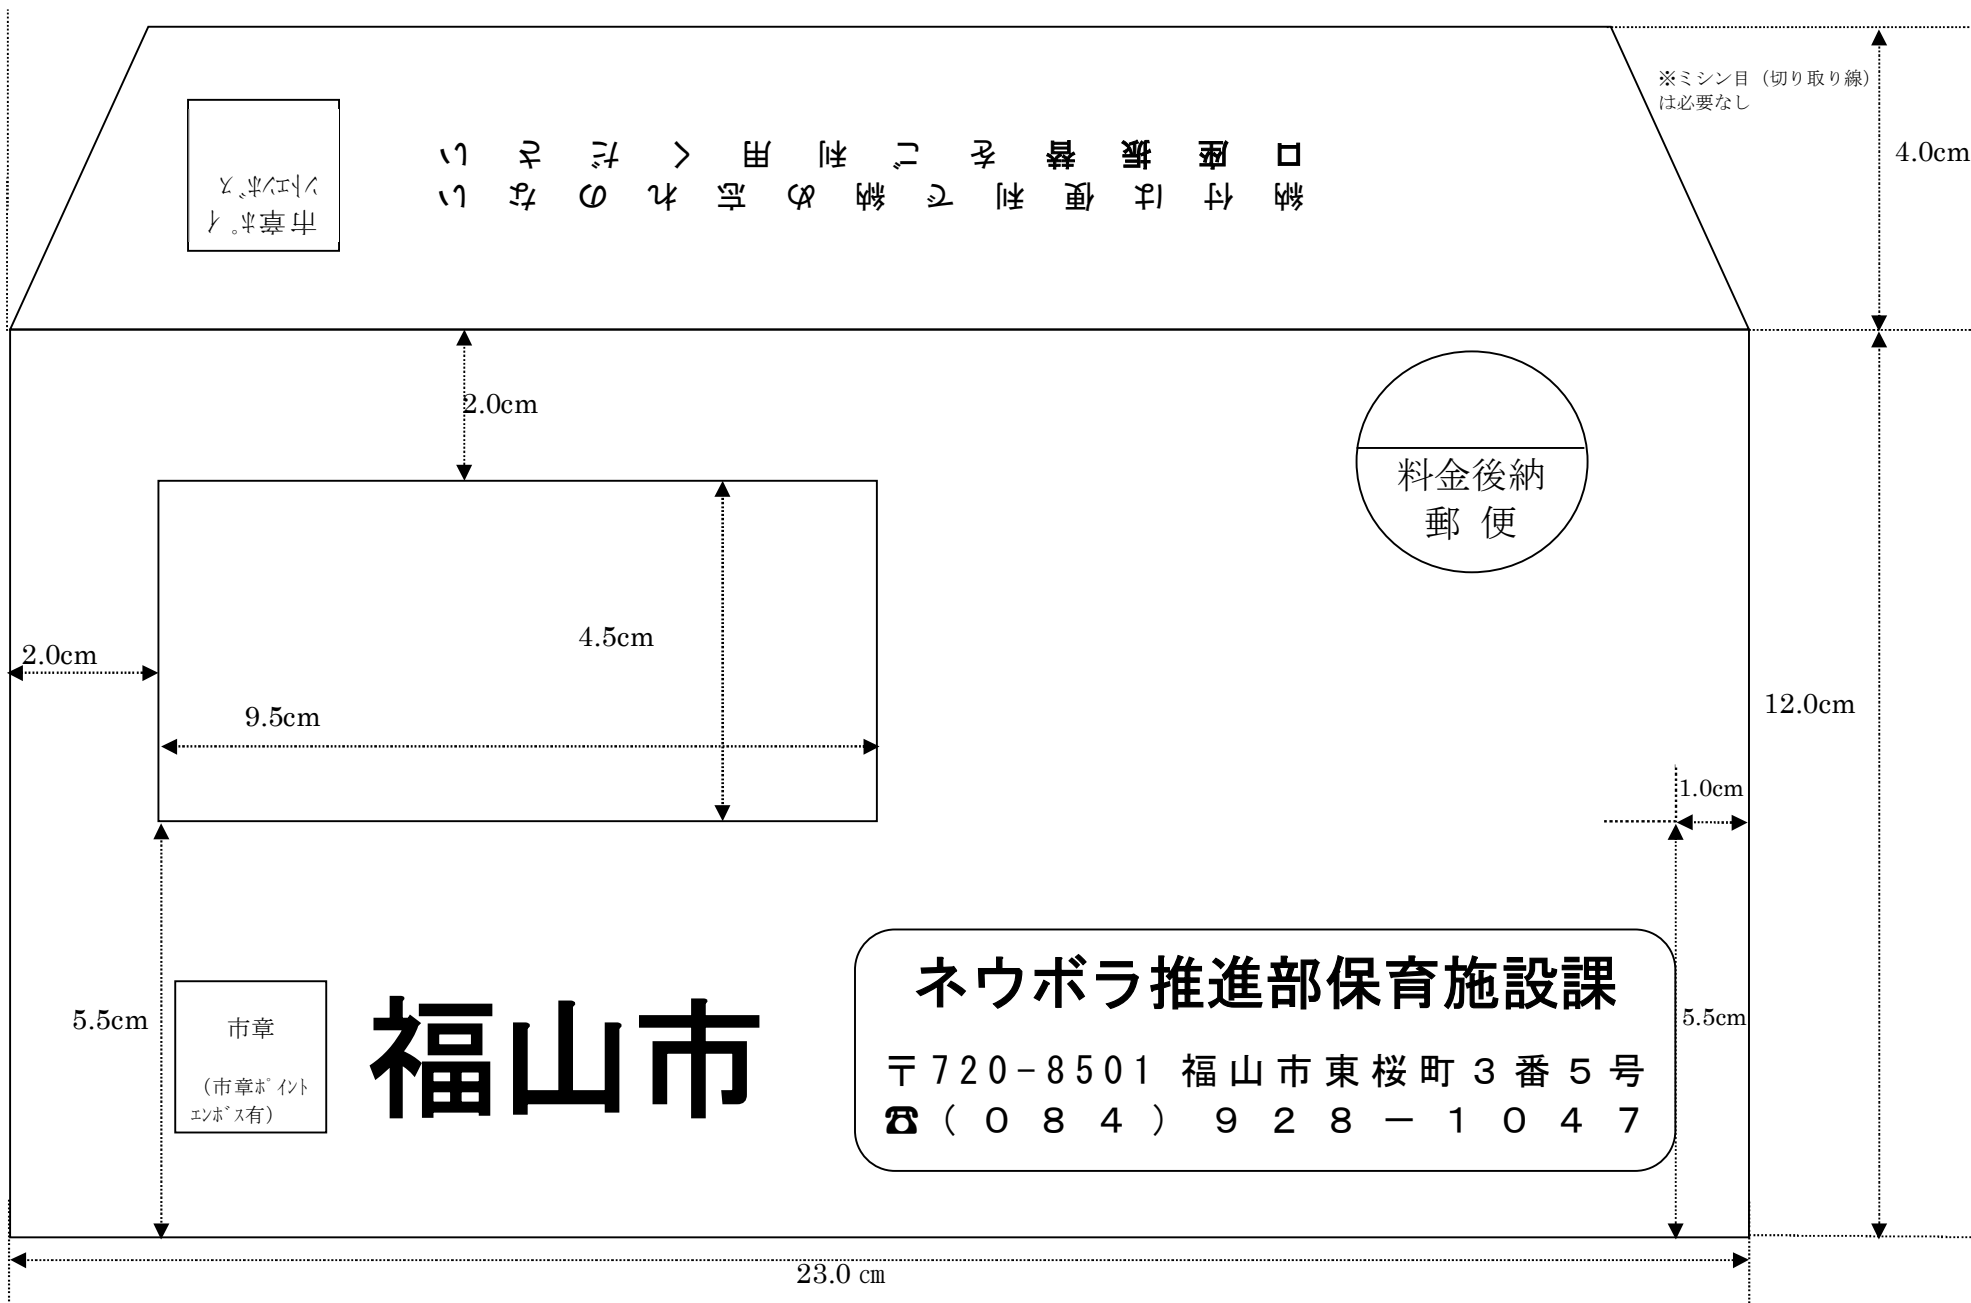 ※ミシン目（切り取り線）
は必要なし
4.0cm
納付は便利で納め忘れのない
口座振替をご利用ください
市章ﾎﾟｲ
ﾝﾄｴﾝﾎﾞｽ
2.0cm
料金後納
郵 便
4.5cm
2.0cm
9.5cm
12.0cm
1.0cm
5.5cm
市章
（市章ﾎﾟｲﾝﾄ
ｴﾝﾎﾞｽ有）
福山市
ネウボラ推進部保育施設課
〒720-8501 福山市東桜町３番５号
☎(０８４)９２８－１０４７
5.5cm
23.0 ㎝